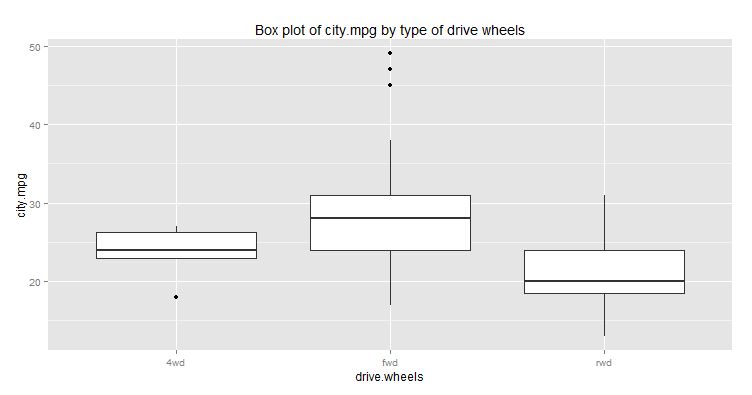 Box plot of city.mpg by type of drive wheels
50
40
30
20
city.mpg
4wd fwd rwd
drive.wheels